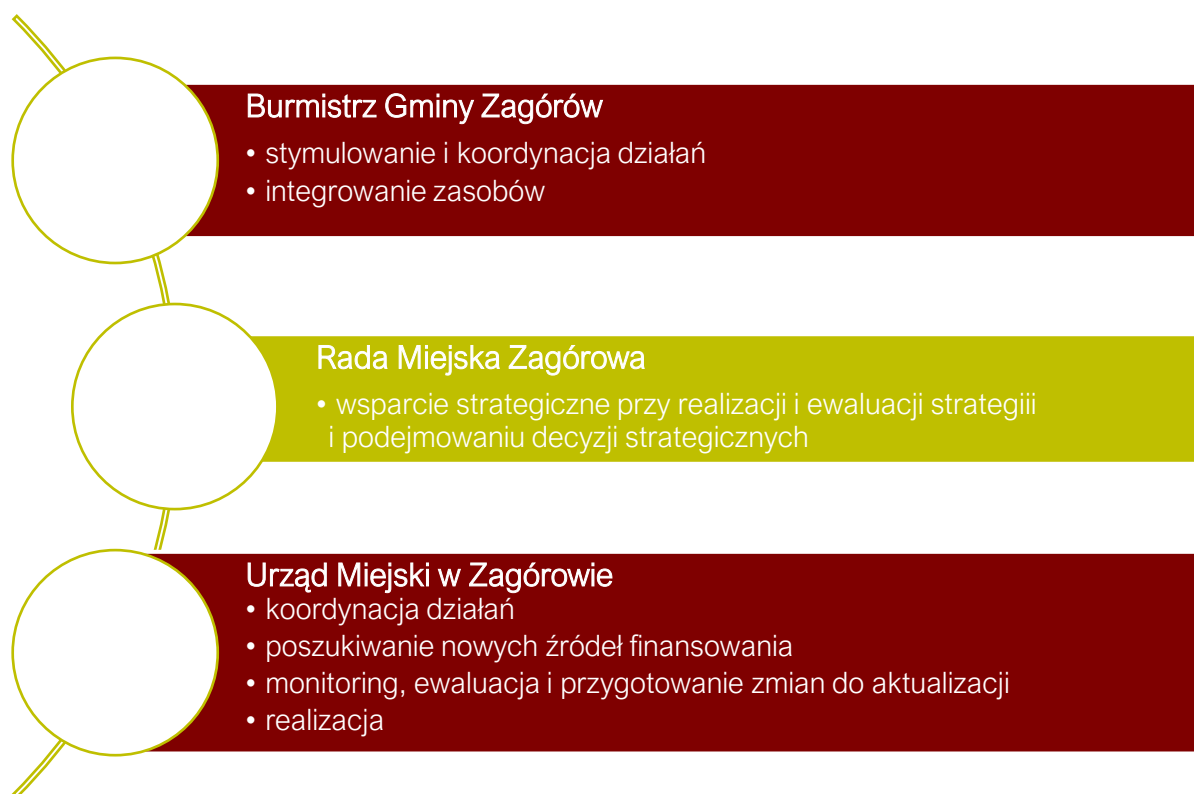 Burmistrz Gminy Zagórów
• stymulowanie i koordynacja działań
• integrowanie zasobów
Rada Miejska Zagórowa
• wsparcie strategiczne przy realizacji i ewaluacji strategiii
i podejmowaniu decyzji strategicznych
Urząd Miejski w Zagórowie
• koordynacja działań
• poszukiwanie nowych źródeł finansowania
• monitoring, ewaluacja i przygotowanie zmian do aktualizacji
• realizacja